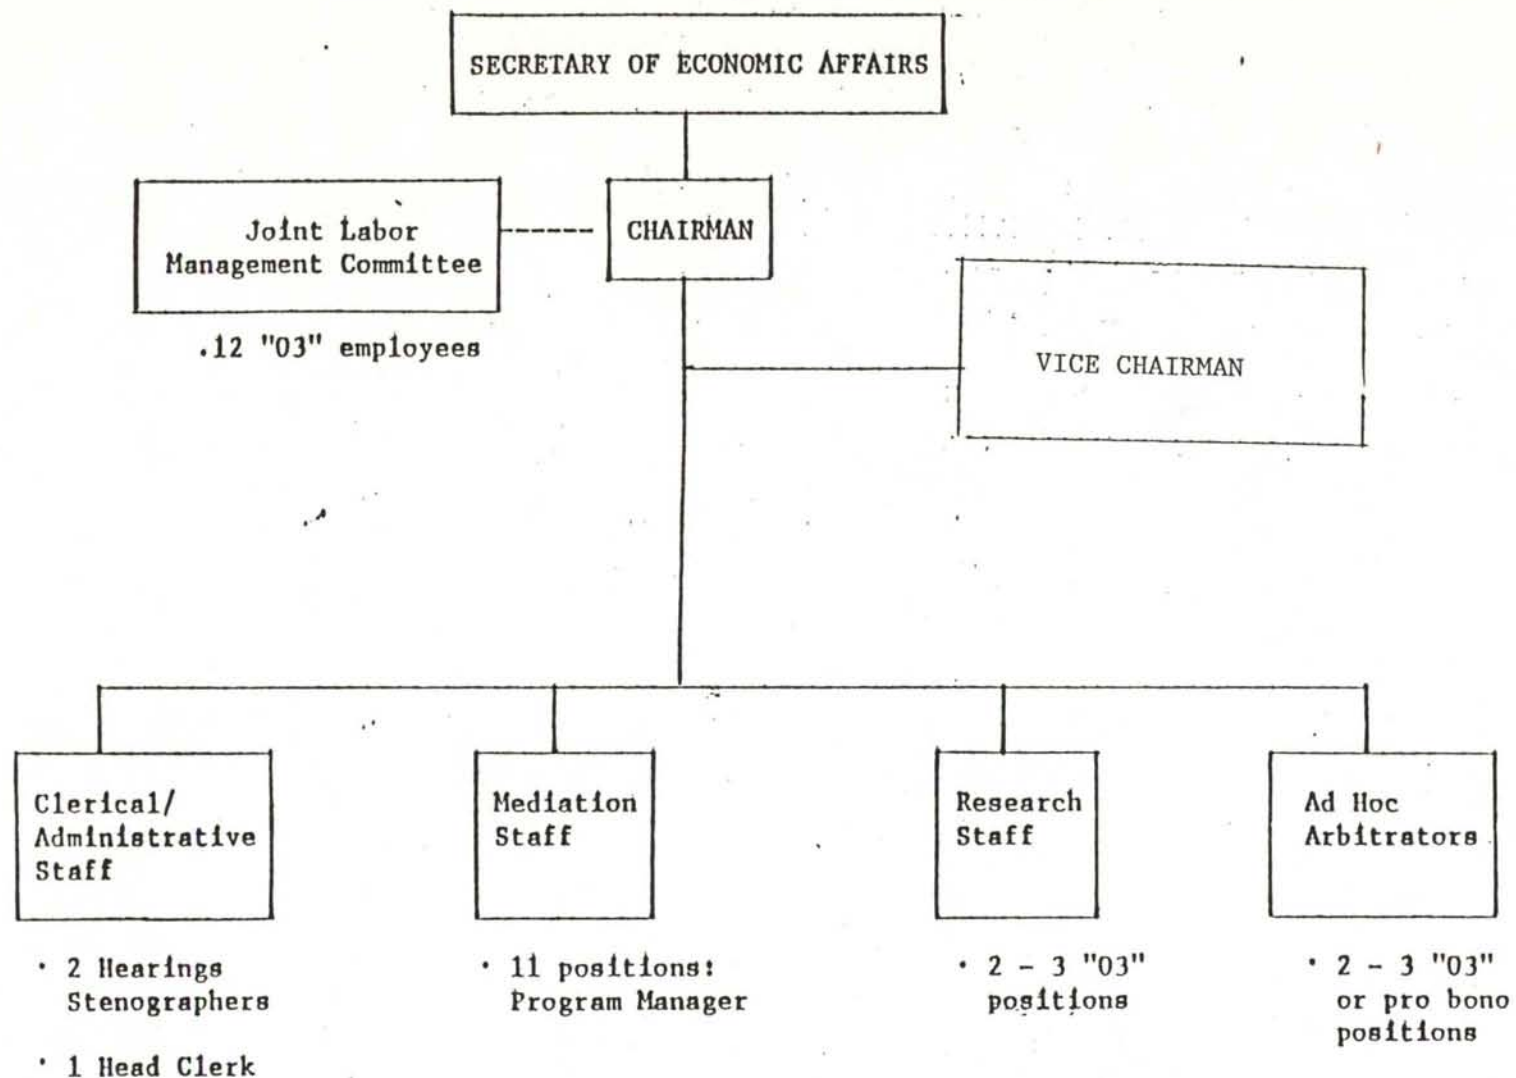 SECRETARY OF ECONOMIC AFFAIRS
Joint Labor
Management Committee
CHAIRMAN
.12 "03" employees
VICE CHAIRMAN
Clerical/
Administrative
Staff
Mediation
Staff
Research
Staff
Ad Hoc
Arbitrators
· 2 Hearings
Stenographers
· 1 Head Clerk
· 11 positions:
Program Manager
· 2 - 3 "03"
positions
· 2 - 3 "03"
or pro bono
positions